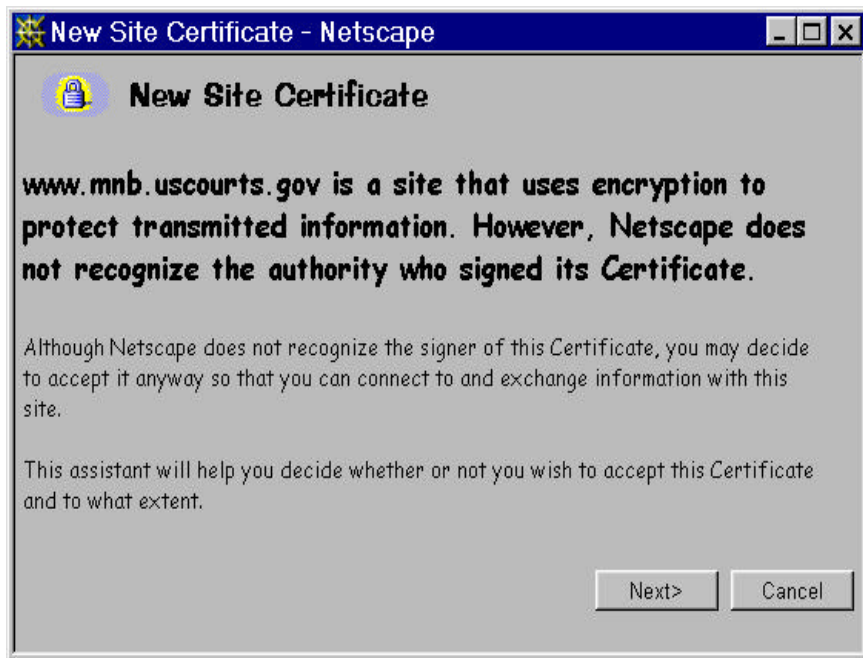 New Site Certificate - Netscape
New Site Certificate
www.mnb.uscourts.gov is a site that uses encryption to
protect transmitted information. However, Netscape does
not recognize the authority who signed its Certificate.
Although Netscape does not recognize the signer of this Certificate, you may decide
to accept it anyway so that you can connect to and exchange information with this
site.
This assistant will help you decide whether or not you wish to accept this Certificate
and to what extent.
Next> Cancel